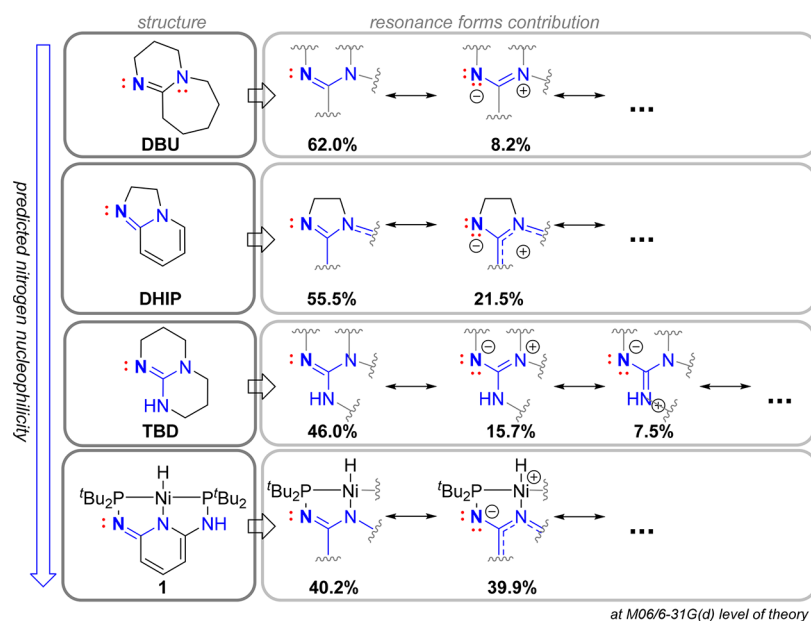 structure
resonance forms contribution
predicted nitrogen nucleophilicity
N N
DBU
N N
62.0%
N N
8.2%
...
N N
DHIP
N N
55.5%
N N
21.5%
...
N N
HN
TBD
N N
HN
46.0%
N N
HN
15.7%
N N
HN
7.5%
...
H
tBu2P Ni PtBu2
N N NH
1
H
tBu2P Ni
N N
40.2%
H
tBu2P Ni
N N
39.9%
...
at M06/6-31G(d) level of theory